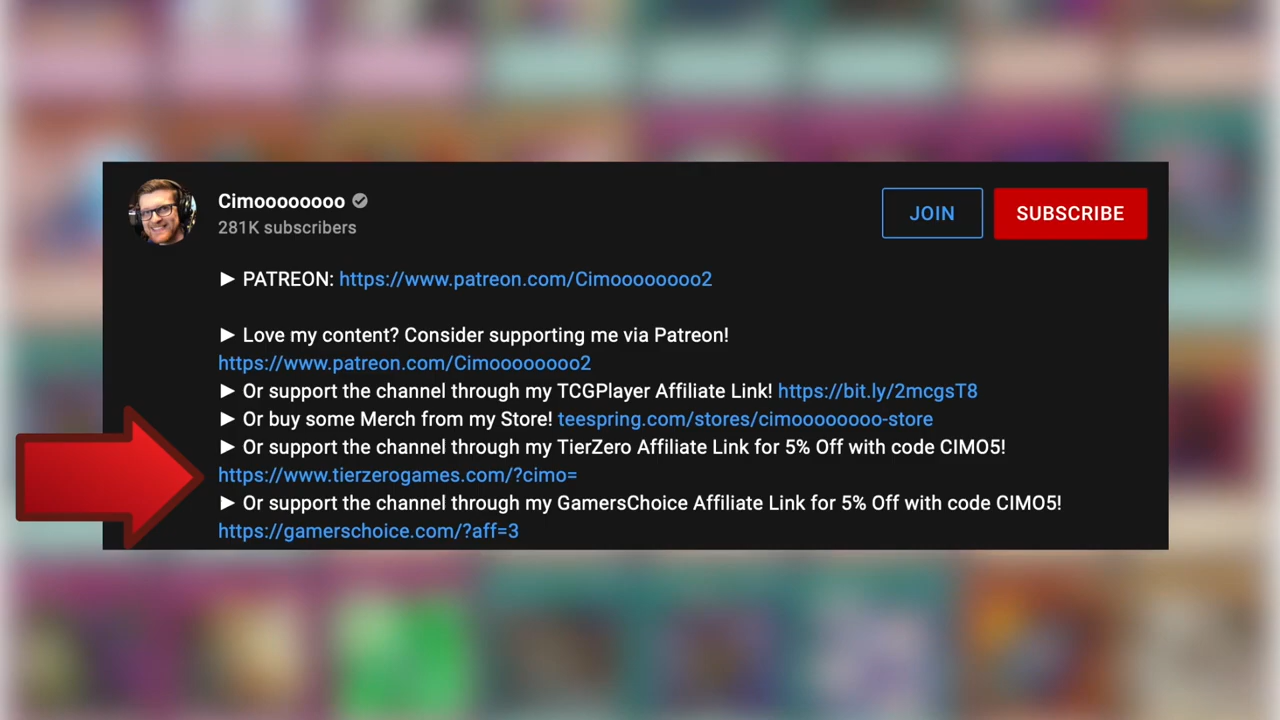 Cimoooooooo
281K subscribers
JOIN
SUBSCRIBE
► PATREON: https://www.patreon.com/Cimoooooooo2
► Love my content? Consider supporting me via Patreon!
https://www.patreon.com/Cimoooooooo2
► Or support the channel through my TCGPlayer Affiliate Link! https://bit.ly/2mcgsT8
► Or buy some Merch from my Store! teespring.com/stores/cimoooooooo-store
► Or support the channel through my TierZero Affiliate Link for 5% Off with code CIMO5!
https://www.tierzerogames.com/?cimo=
► Or support the channel through my GamersChoice Affiliate Link for 5% Off with code CIMO5!
https://gamerschoice.com/?aff=3